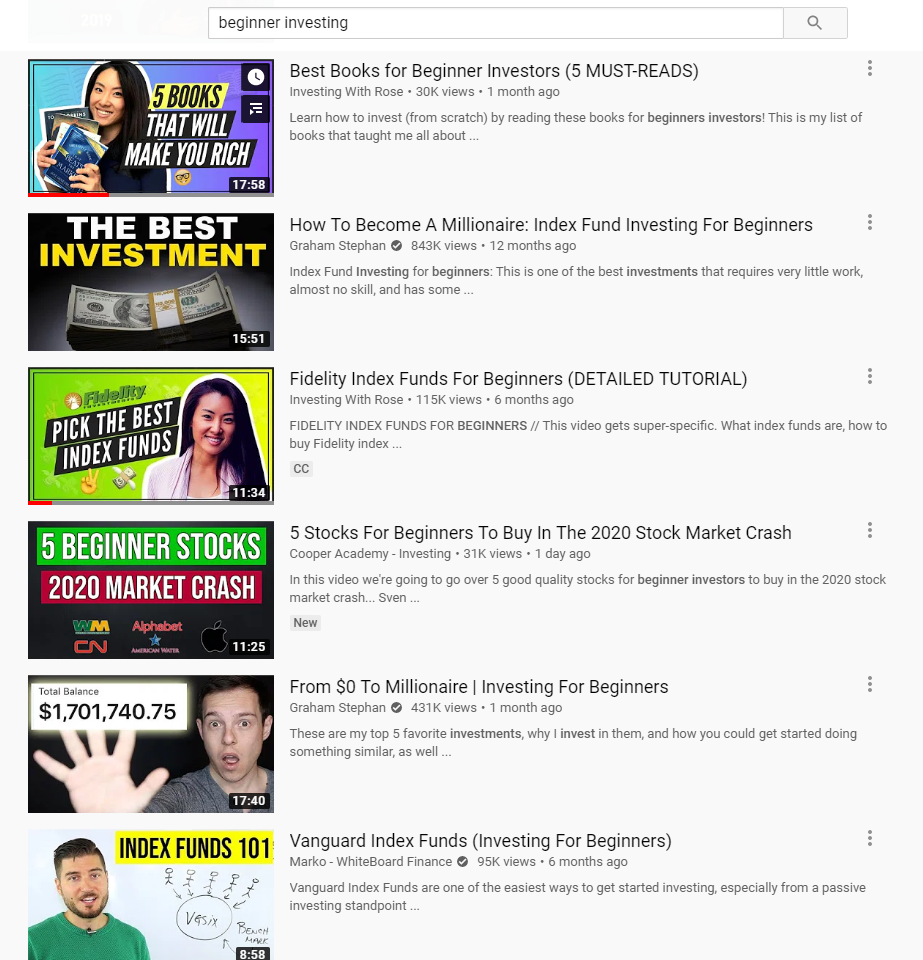 2019
beginner investing
5 BOOKS
THAT WILL
MAKE YOU RICH
17:58
Best Books for Beginner Investors (5 MUST-READS)
Investing With Rose • 30K views • 1 month ago
Learn how to invest (from scratch) by reading these books for beginners investors! This is my list of
books that taught me all about ...
THE BEST
INVESTMENT
15:51
How To Become A Millionaire: Index Fund Investing For Beginners
Graham Stephan 843K views • 12 months ago
Index Fund Investing for beginners: This is one of the best investments that requires very little work,
almost no skill, and has some ...
Fidelity
INVESTMENTS
PICK THE BEST
INDEX FUNDS
11:34
Fidelity Index Funds For Beginners (DETAILED TUTORIAL)
Investing With Rose • 115K views • 6 months ago
FIDELITY INDEX FUNDS FOR BEGINNERS // This video gets super-specific. What index funds are, how to
buy Fidelity index ...
CC
5 BEGINNER STOCKS
2020 MARKET CRASH
WM
Alphabet
CN
AMERICAN WATER
11:25
5 Stocks For Beginners To Buy In The 2020 Stock Market Crash
Cooper Academy - Investing • 31K views • 1 day ago
In this video we're going to go over 5 good quality stocks for beginner investors to buy in the 2020 stock
market crash... Sven ...
New
Total Balance
$1,701,740.75
17:40
From $0 To Millionaire | Investing For Beginners
Graham Stephan 431K views • 1 month ago
These are my top 5 favorite investments, why I invest in them, and how you could get started doing
something similar, as well ...
INDEX FUNDS 101
BENCH
MARK
8:58
Vanguard Index Funds (Investing For Beginners)
Marko - WhiteBoard Finance 95K views • 6 months ago
Vanguard Index Funds are one of the easiest ways to get started investing, especially from a passive
investing standpoint ...